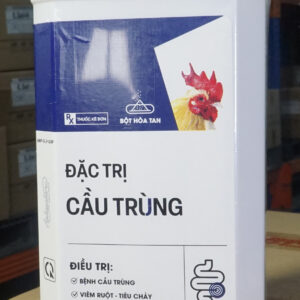 THUỐC KÊ ĐƠN
BỘT HÒA TAN
ĐẶC TRỊ
CẦU TRÙNG
ĐIỀU TRỊ:
BỆNH CẦU TRÙNG
VIÊM RUỘT - TIÊU CHẢY